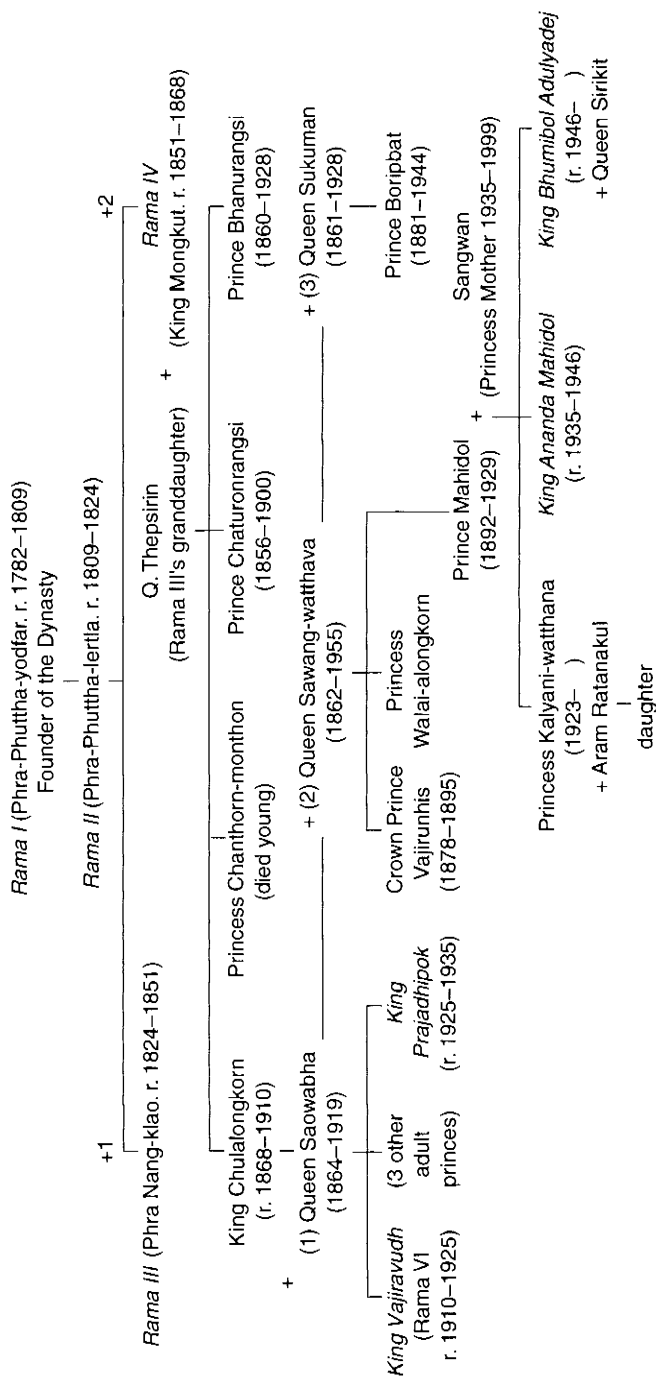 Rama I (Phra-Phuttha-yodfar. r. 1782–1809)
Founder of the Dynasty
Rama II (Phra-Phuttha-lertla. r. 1809–1824)
+1
+2
Rama III (Phra Nang-klao. r. 1824–1851)
Q. Thepsirin
(Rama III's granddaughter)
+
Rama IV
(King Mongkut. r. 1851–1868)
King Chulalongkorn
(r. 1868–1910)
Princess Chanthorn-monthon
(died young)
Prince Chaturonrangsi
(1856–1900)
Prince Bhanurangsi
(1860–1928)
+
(1) Queen Saowabha
(1864–1919)
+ (2) Queen Sawang-watthava
(1862–1955)
+ (3) Queen Sukuman
(1861–1928)
King Vajiravudh
(Rama VI
r. 1910–1925)
(3 other
adult
princes)
King
Prajadhipok
(r. 1925–1935)
Crown Prince
Vajirunhis
(1878–1895)
Princess
Walai-alongkorn
Prince Boripbat
(1881–1944)
Prince Mahidol
(1892–1929)
+
Sangwan
(Princess Mother 1935–1999)
Princess Kalyani-watthana
(1923– )
+ Aram Ratanakul
daughter
King Ananda Mahidol
(r. 1935–1946)
King Bhumibol Adulyadej
(r. 1946– )
+ Queen Sirikit